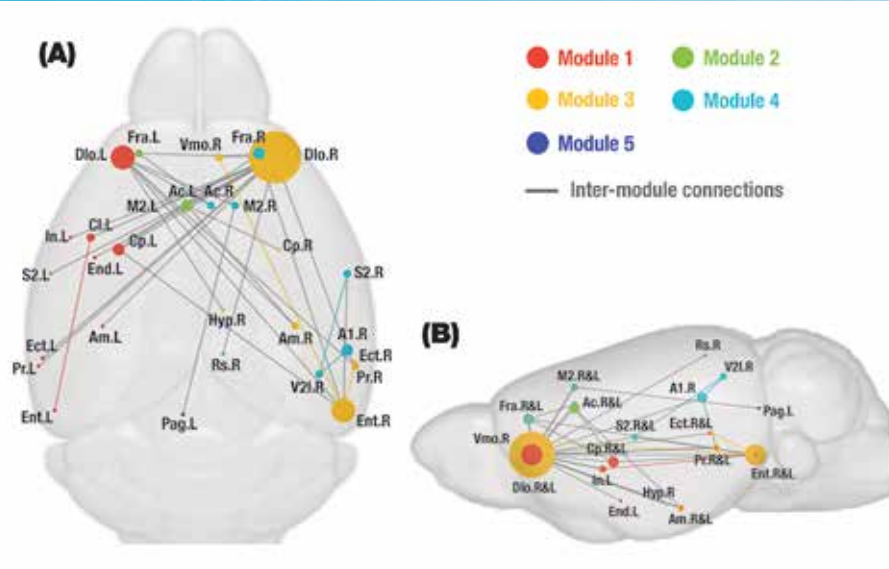 (A)
Module 1
Module 2
Module 3
Module 4
Module 5
Inter-module connections
Fra.L
Vmo.R
Fra.R
Dlo.L
Dlo.R
Ac.L
Ac.R
M2.L
M2.R
Cl.L
In.L
Cp.L
Cp.R
End.L
S2.L
S2.R
Hyp.R
Am.L
Am.R
A1.R
Ect.L
Ect.R
Pr.L
Rs.R
Pr.R
V2l.R
Ent.L
Pag.L
Ent.R
(B)
Rs.R
V2l.R
M2.R&L
A1.R
Fra.R&L
Ac.R&L
Pag.L
S2.R&L
Ect.R&L
Vmo.R
Cp.R&L
Pr.R&L
In.L
Ent.R&L
Dlo.R&L
Hyp.R
End.L
Am.R&L